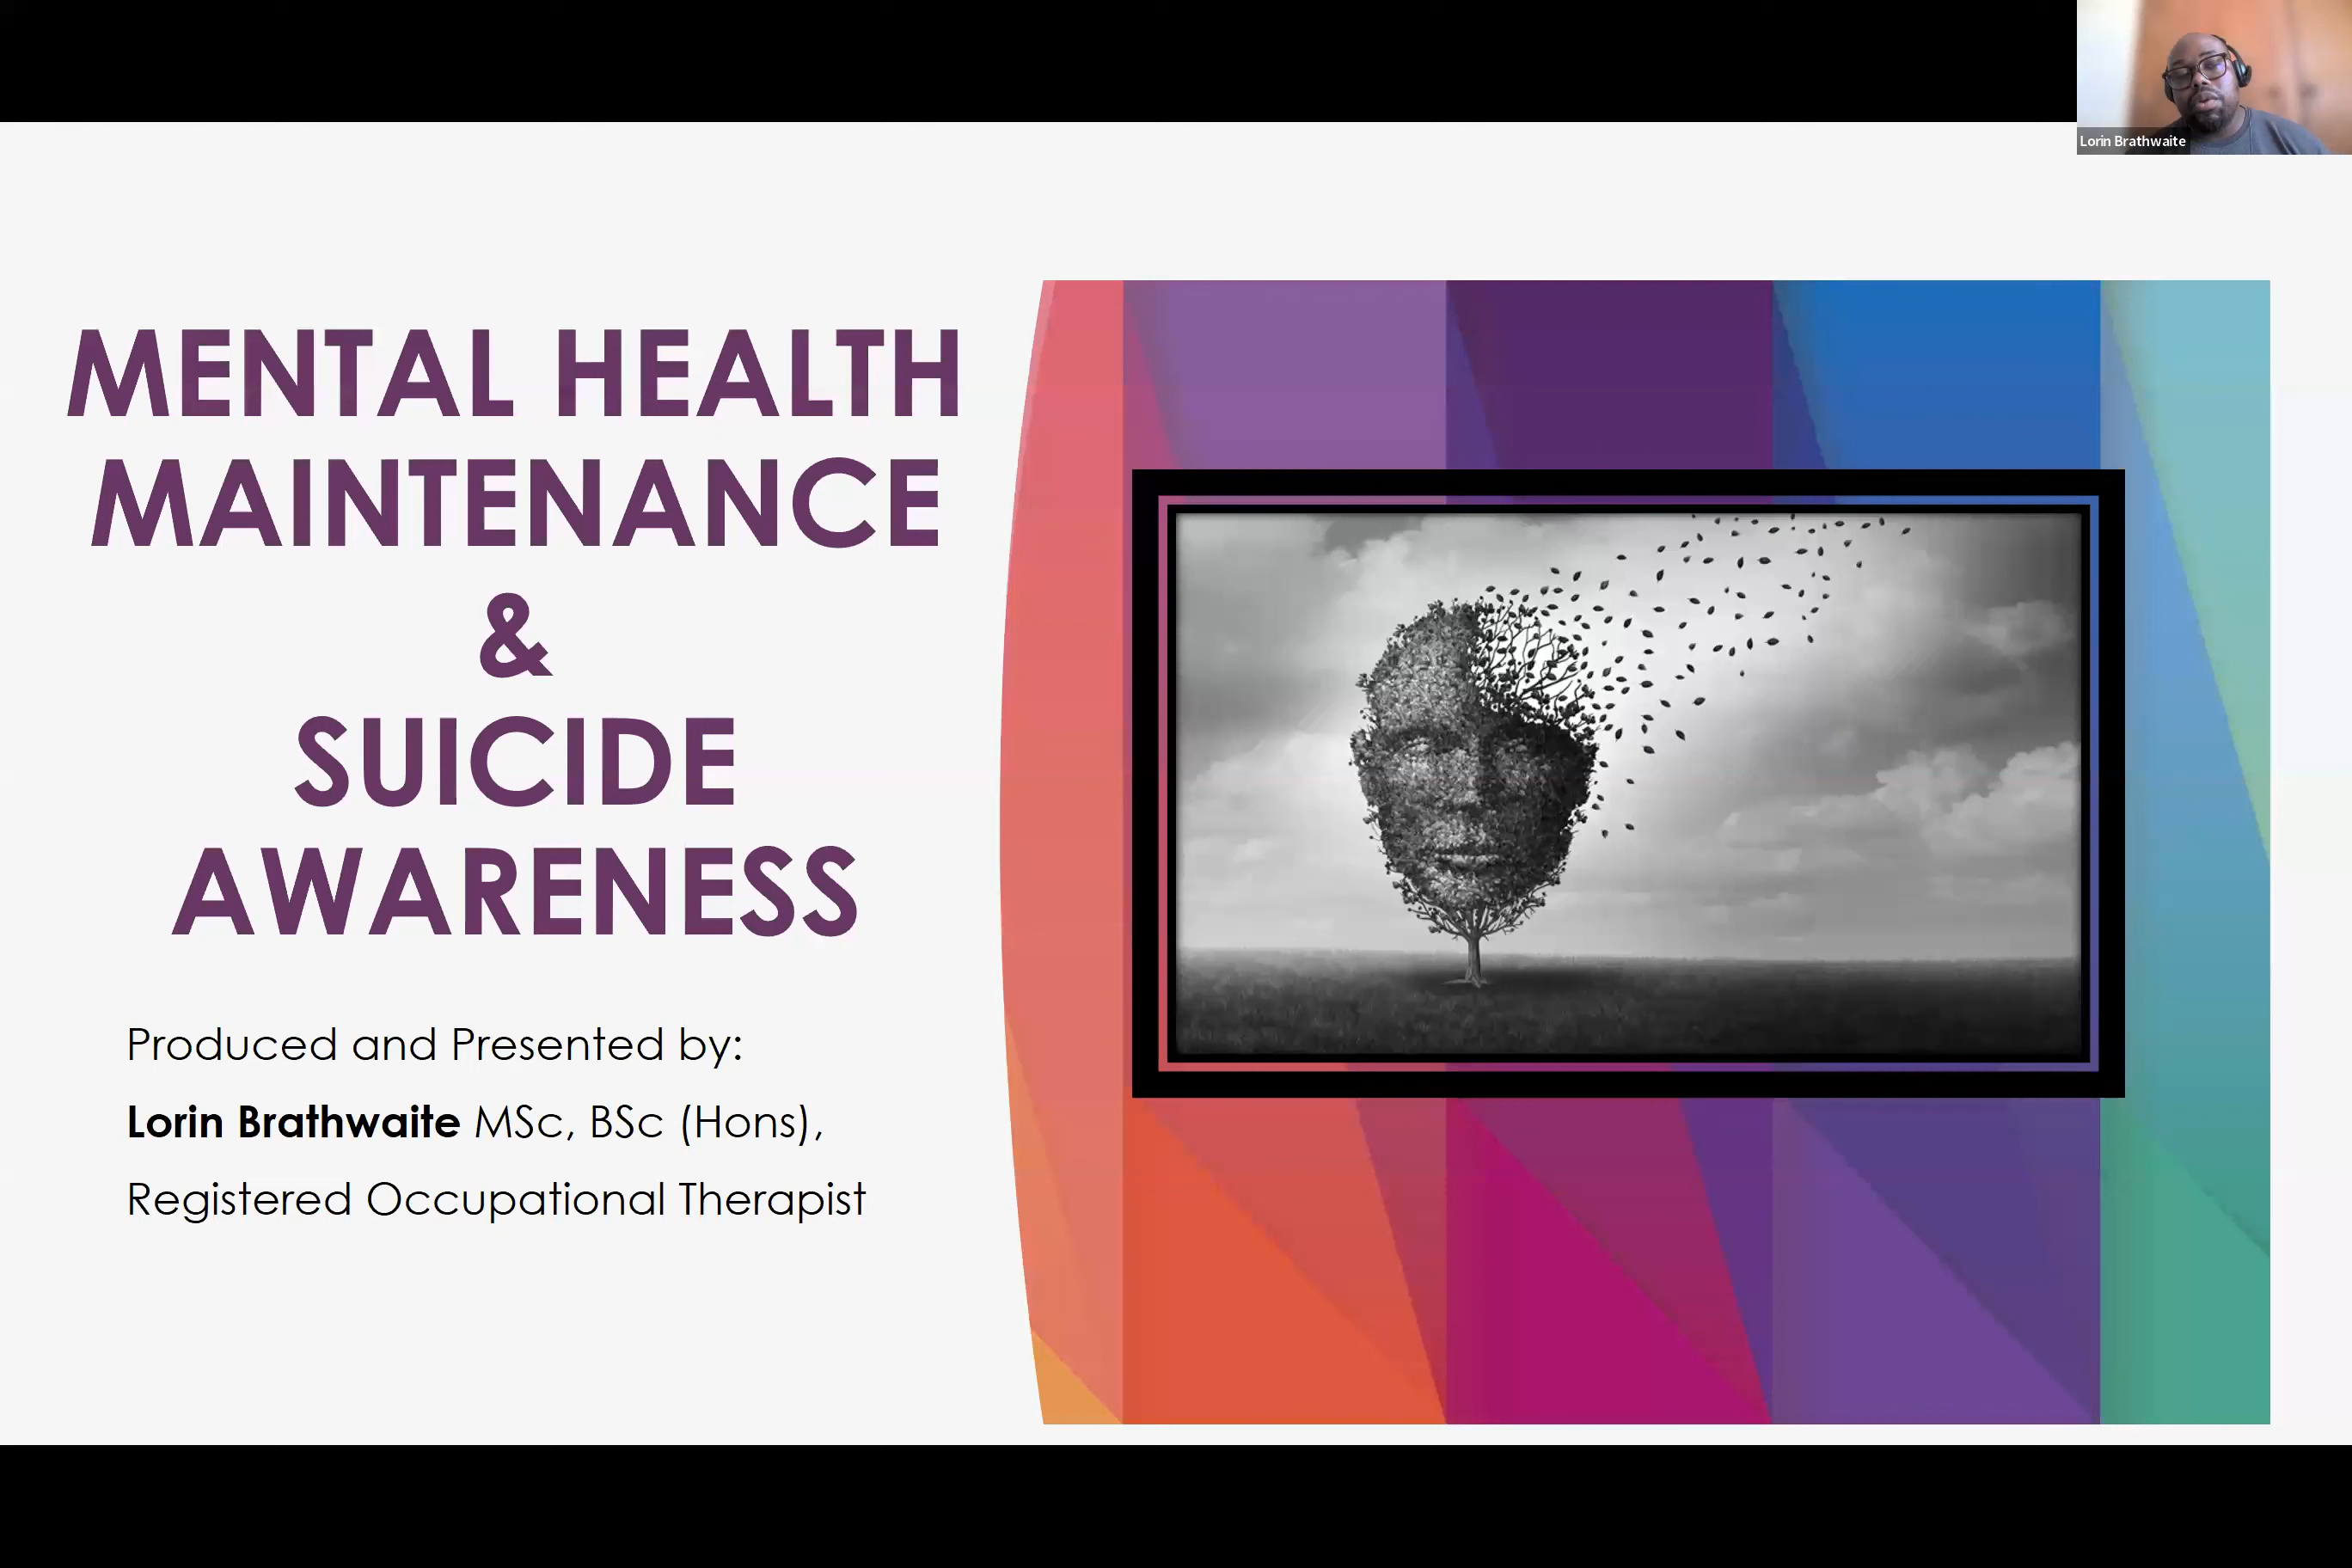 Lorin Brathwaite
MENTAL HEALTH
MAINTENANCE
&
SUICIDE
AWARENESS
Produced and Presented by:
Lorin Brathwaite MSc, BSc (Hons),
Registered Occupational Therapist